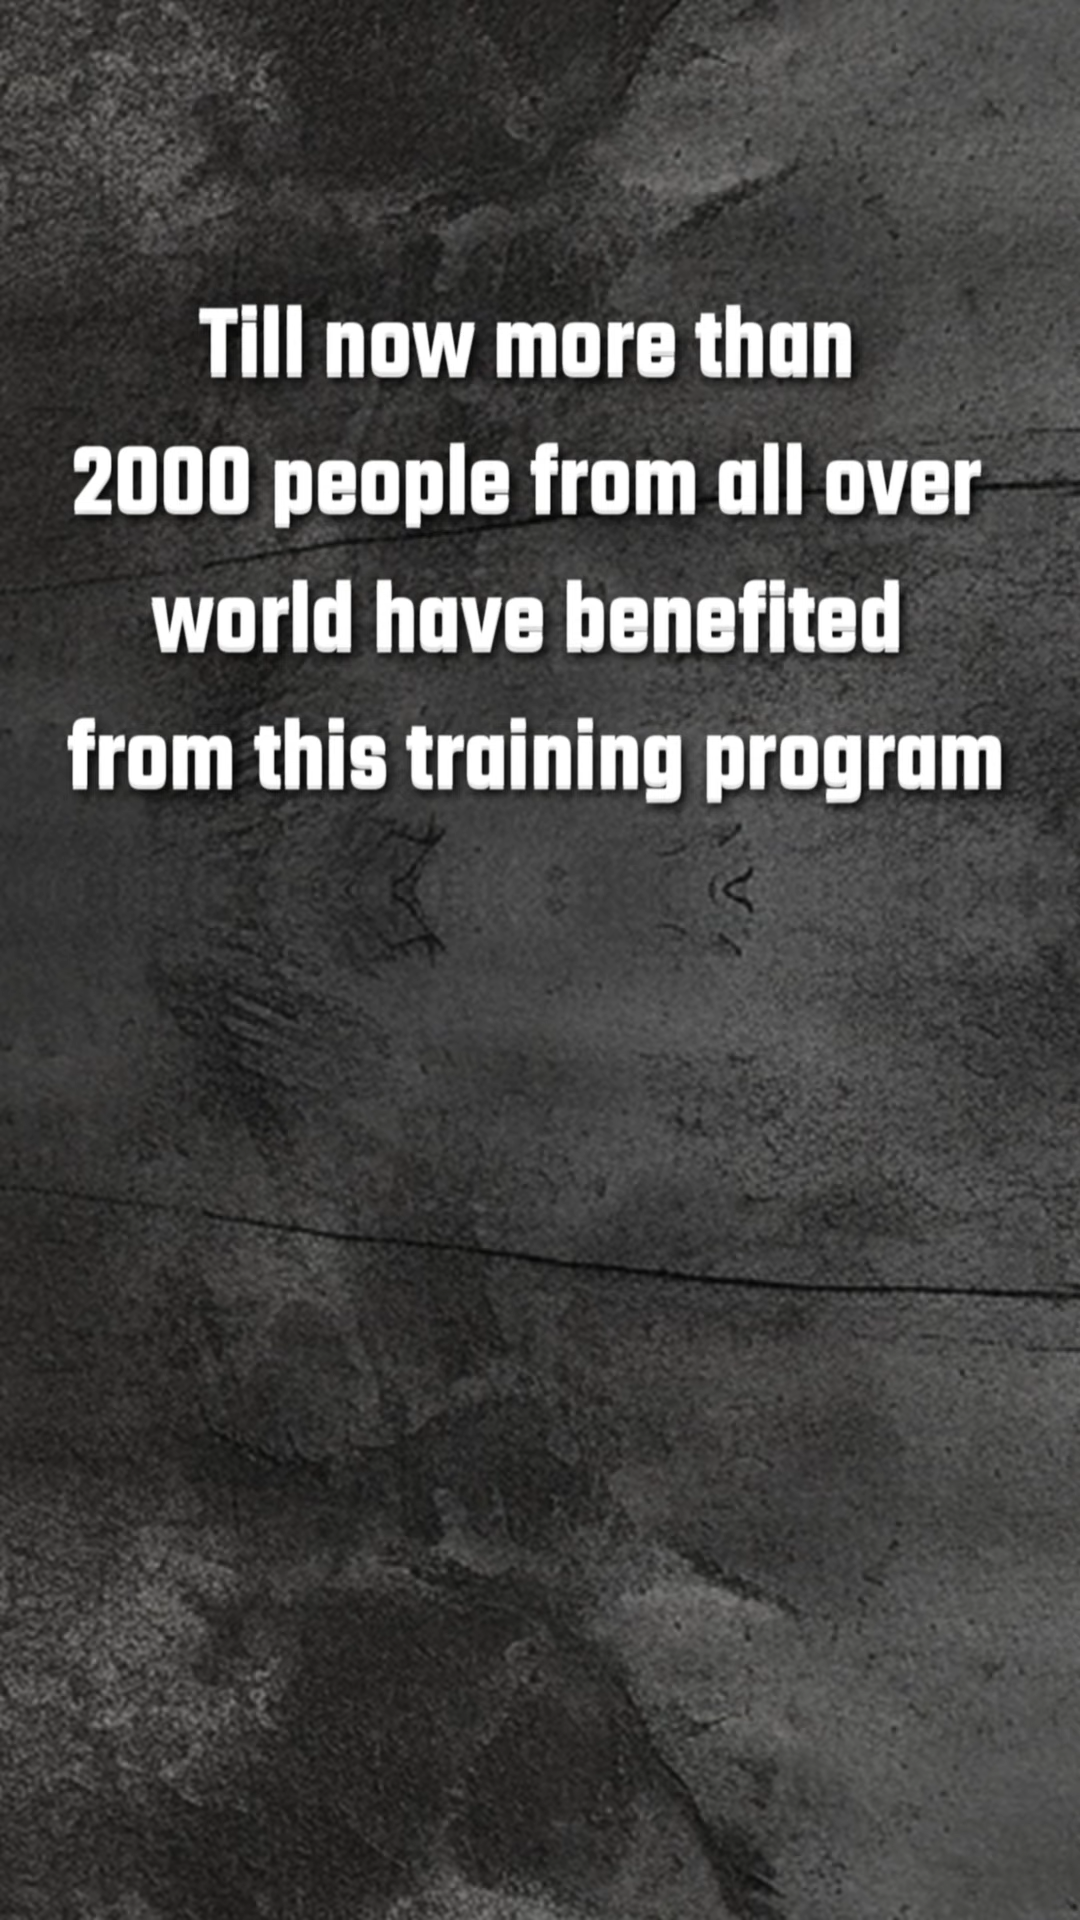 Till now more than
2000 people from all over
world have benefited
from this training program